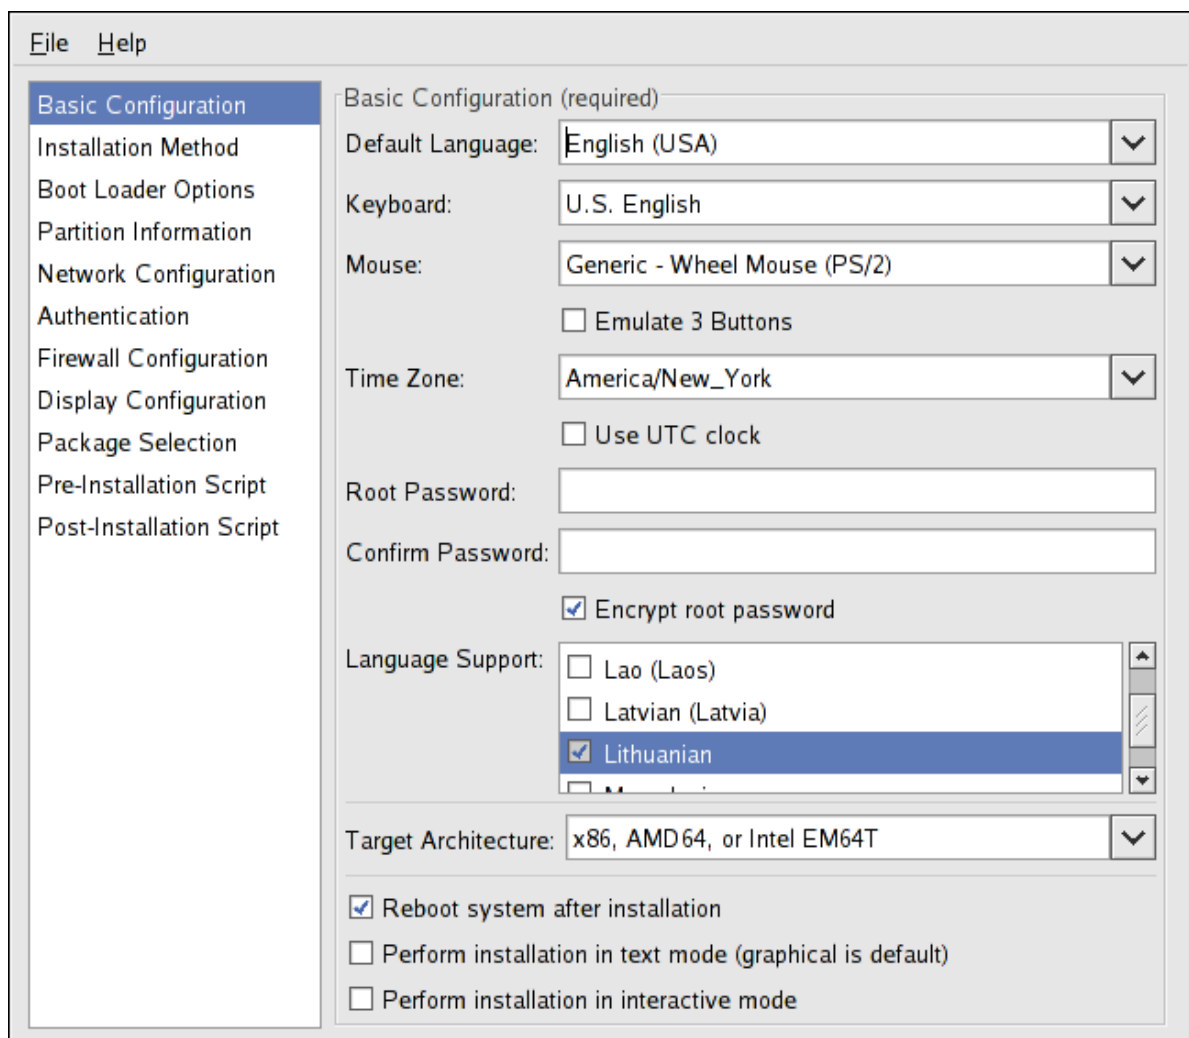 File Help
Basic Configuration
Installation Method
Boot Loader Options
Partition Information
Network Configuration
Authentication
Firewall Configuration
Display Configuration
Package Selection
Pre-Installation Script
Post-Installation Script
Basic Configuration (required)
Default Language: English (USA)
Keyboard: U.S. English
Mouse: Generic - Wheel Mouse (PS/2)
Emulate 3 Buttons
Time Zone: America/New_York
Use UTC clock
Root Password:
Confirm Password:
Encrypt root password
Language Support:
Lao (Laos)
Latvian (Latvia)
Lithuanian
Target Architecture: x86, AMD64, or Intel EM64T
Reboot system after installation
Perform installation in text mode (graphical is default)
Perform installation in interactive mode